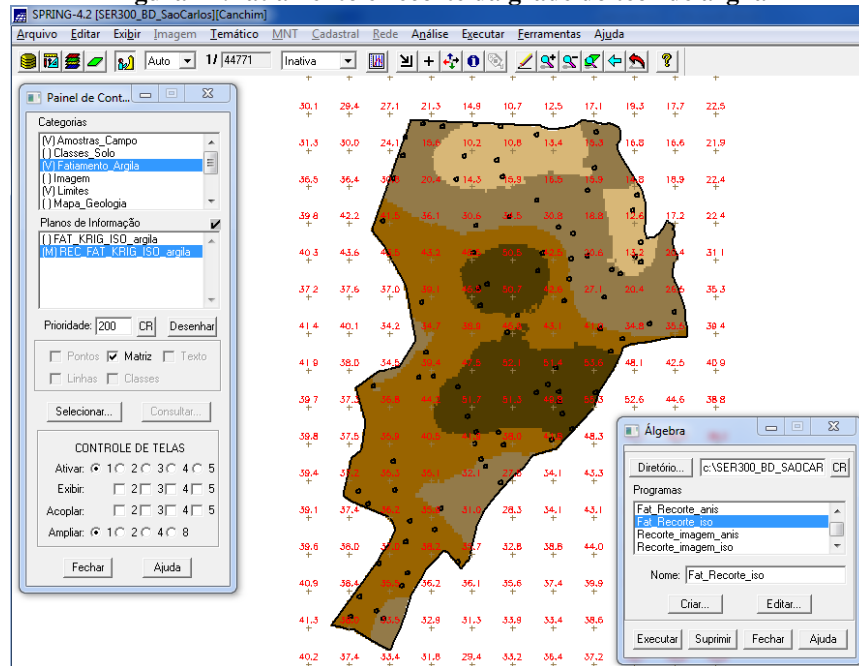 SPRING-4.2 [SER300_BD_SaoCarlos][Canchim]
Arquivo Editar Exibir Imagem Temático MNT Cadastral Rede Análise Executar Ferramentas Ajuda
Auto 1/ 44771 Inativa
Painel de Cont...
Categorias
(V) Amostras_Campo
( ) Classes_Solo
(V) Fatiamento_Argila
( ) Imagem
(V) Limites
( ) Mapa_Geologia
Planos de Informação
( ) FAT_KRIG_ISO_argila
(M) REC_FAT_KRIG_ISO_argila
Prioridade: 200 CR Desenhar
Pontos Matriz Texto
Linhas Classes
Selecionar... Consultar...
CONTROLE DE TELAS
Ativar: 1 2 3 4 5
Exibir: 2 3 4 5
Acoplar: 2 3 4 5
Ampliar: 1 2 4 8
Fechar Ajuda
30.1 29.4 27.1 21.3 14.9 10.7 12.5 17.1 19.3 17.7 22.5
31.3 30.0 24.1 10.2 10.8 13.4 16.8 16.6 21.9
36.5 36.4 20.4 14.3 18.9 22.4
39.8 42.2 36.1 30.6 30.8 16.8 12.6 17.2 22.4
40.3 43.6 43.2 13.2 31.1
37.2 37.6 37.0 27.1 20.4 35.3
41.4 40.1 34.2 34.7 43.1 34.8 39.4
41.9 38.0 34.5 48.1 42.5 40.9
39.7 37.3 36.8 52.6 44.6 38.8
39.8 37.5 35.9 40.5 48.3
39.4 36.3 32.1 34.1 43.3
39.1 37.4 31.0 28.3 34.1 43.1
39.6 38.0 32.8 38.8 44.0
40.9 38.4 36.2 36.1 35.6 37.4 39.9
41.3 32.9 31.3 33.9 33.4 38.6
40.2 37.4 33.4 31.8 29.4 33.2 36.4 37.2
Álgebra
Diretório... c:\SER300_BD_SAOCAR CR
Programas
Fat_Recorte_anis
Fat_Recorte_iso
Recorte_imagem_anis
Recorte_imagem_iso
Nome: Fat_Recorte_iso
Criar... Editar...
Executar Suprimir Fechar Ajuda